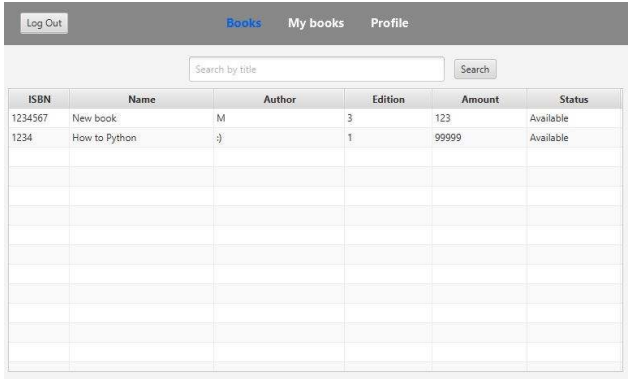 Log Out Books My books Profile
Search by title Search
ISBN Name Author Edition Amount Status
1234567 New book M 3 123 Available
1234 How to Python :) 1 99999 Available